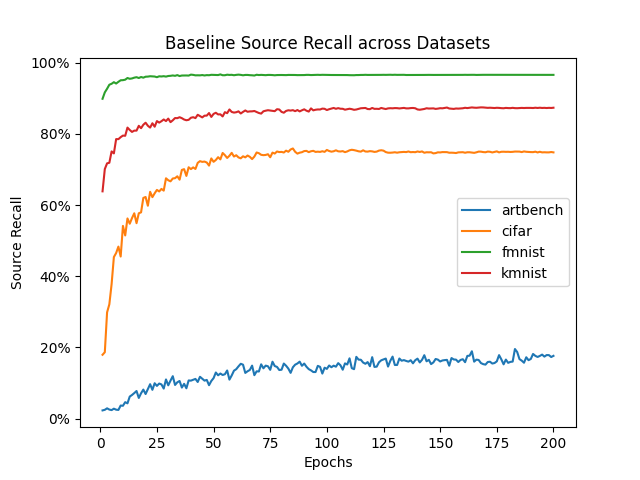 Baseline Source Recall across Datasets
100%
80%
60%
40%
20%
0%
Source Recall
artbench
cifar
fmnist
kmnist
0 25 50 75 100 125 150 175 200
Epochs